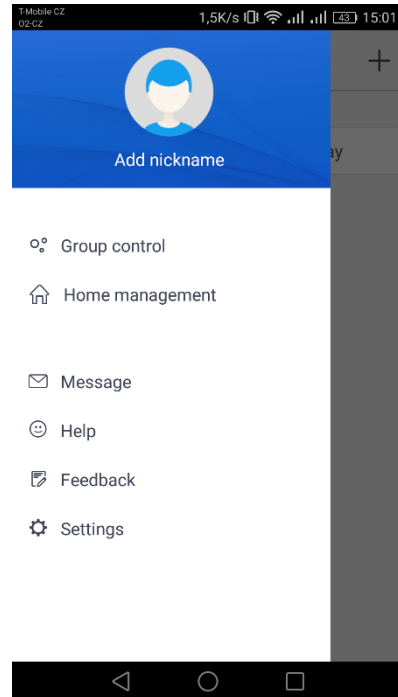 T-Mobile CZ
O2-CZ
1,5K/s
43
15:01
Add nickname
ay
Group control
Home management
Message
Help
Feedback
Settings